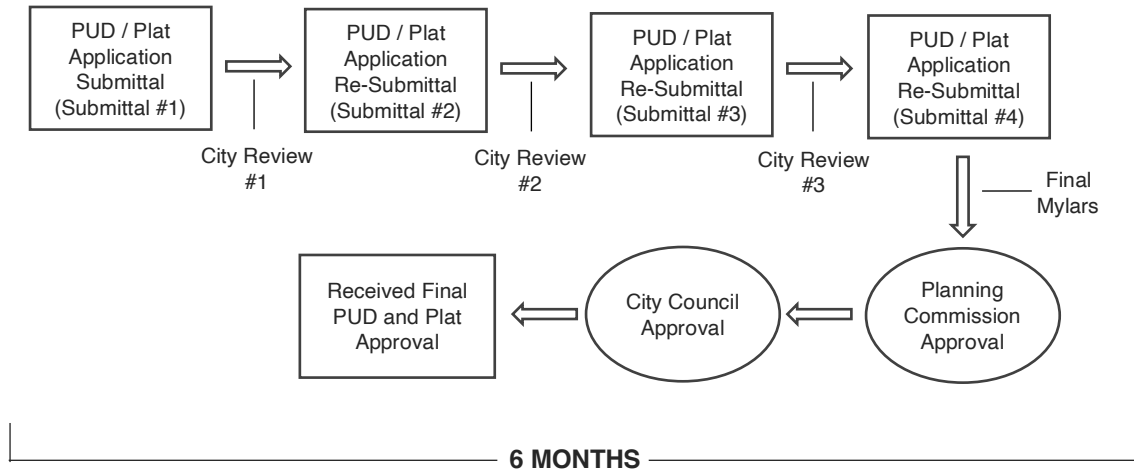 PUD / Plat
Application
Submittal
(Submittal #1)
PUD / Plat
Application
Re-Submittal
(Submittal #2)
PUD / Plat
Application
Re-Submittal
(Submittal #3)
PUD / Plat
Application
Re-Submittal
(Submittal #4)
City Review
#1
City Review
#2
City Review
#3
Final
Mylars
Received Final
PUD and Plat
Approval
City Council
Approval
Planning
Commission
Approval
6 MONTHS